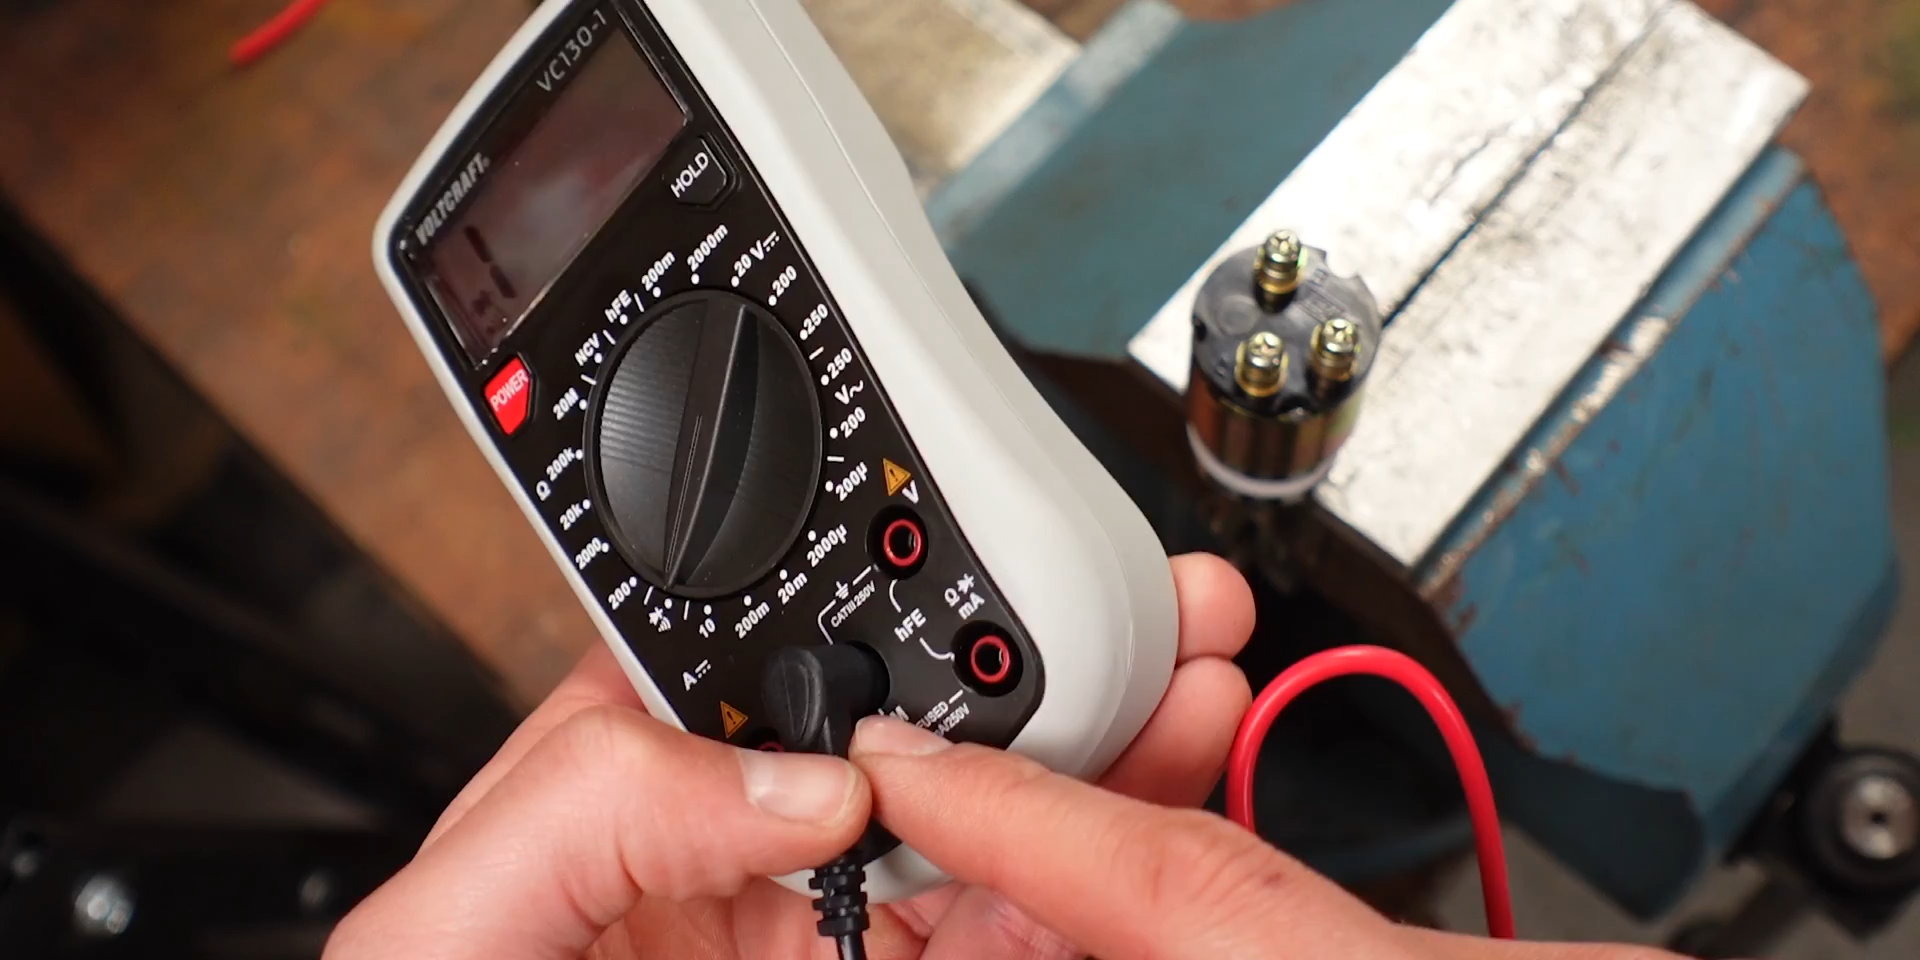 VC130-1
VOLTCRAFT®
1
HOLD
POWER
hFE
200m
2000m
20 V⎓
200
250
250
V~
200
200µ
2000µ
20m
200m
10
A⎓
200
2000
20k
Ω 200k
20M
NCV
V
CATIII 250V
hFE
Ω
mA
FUSED